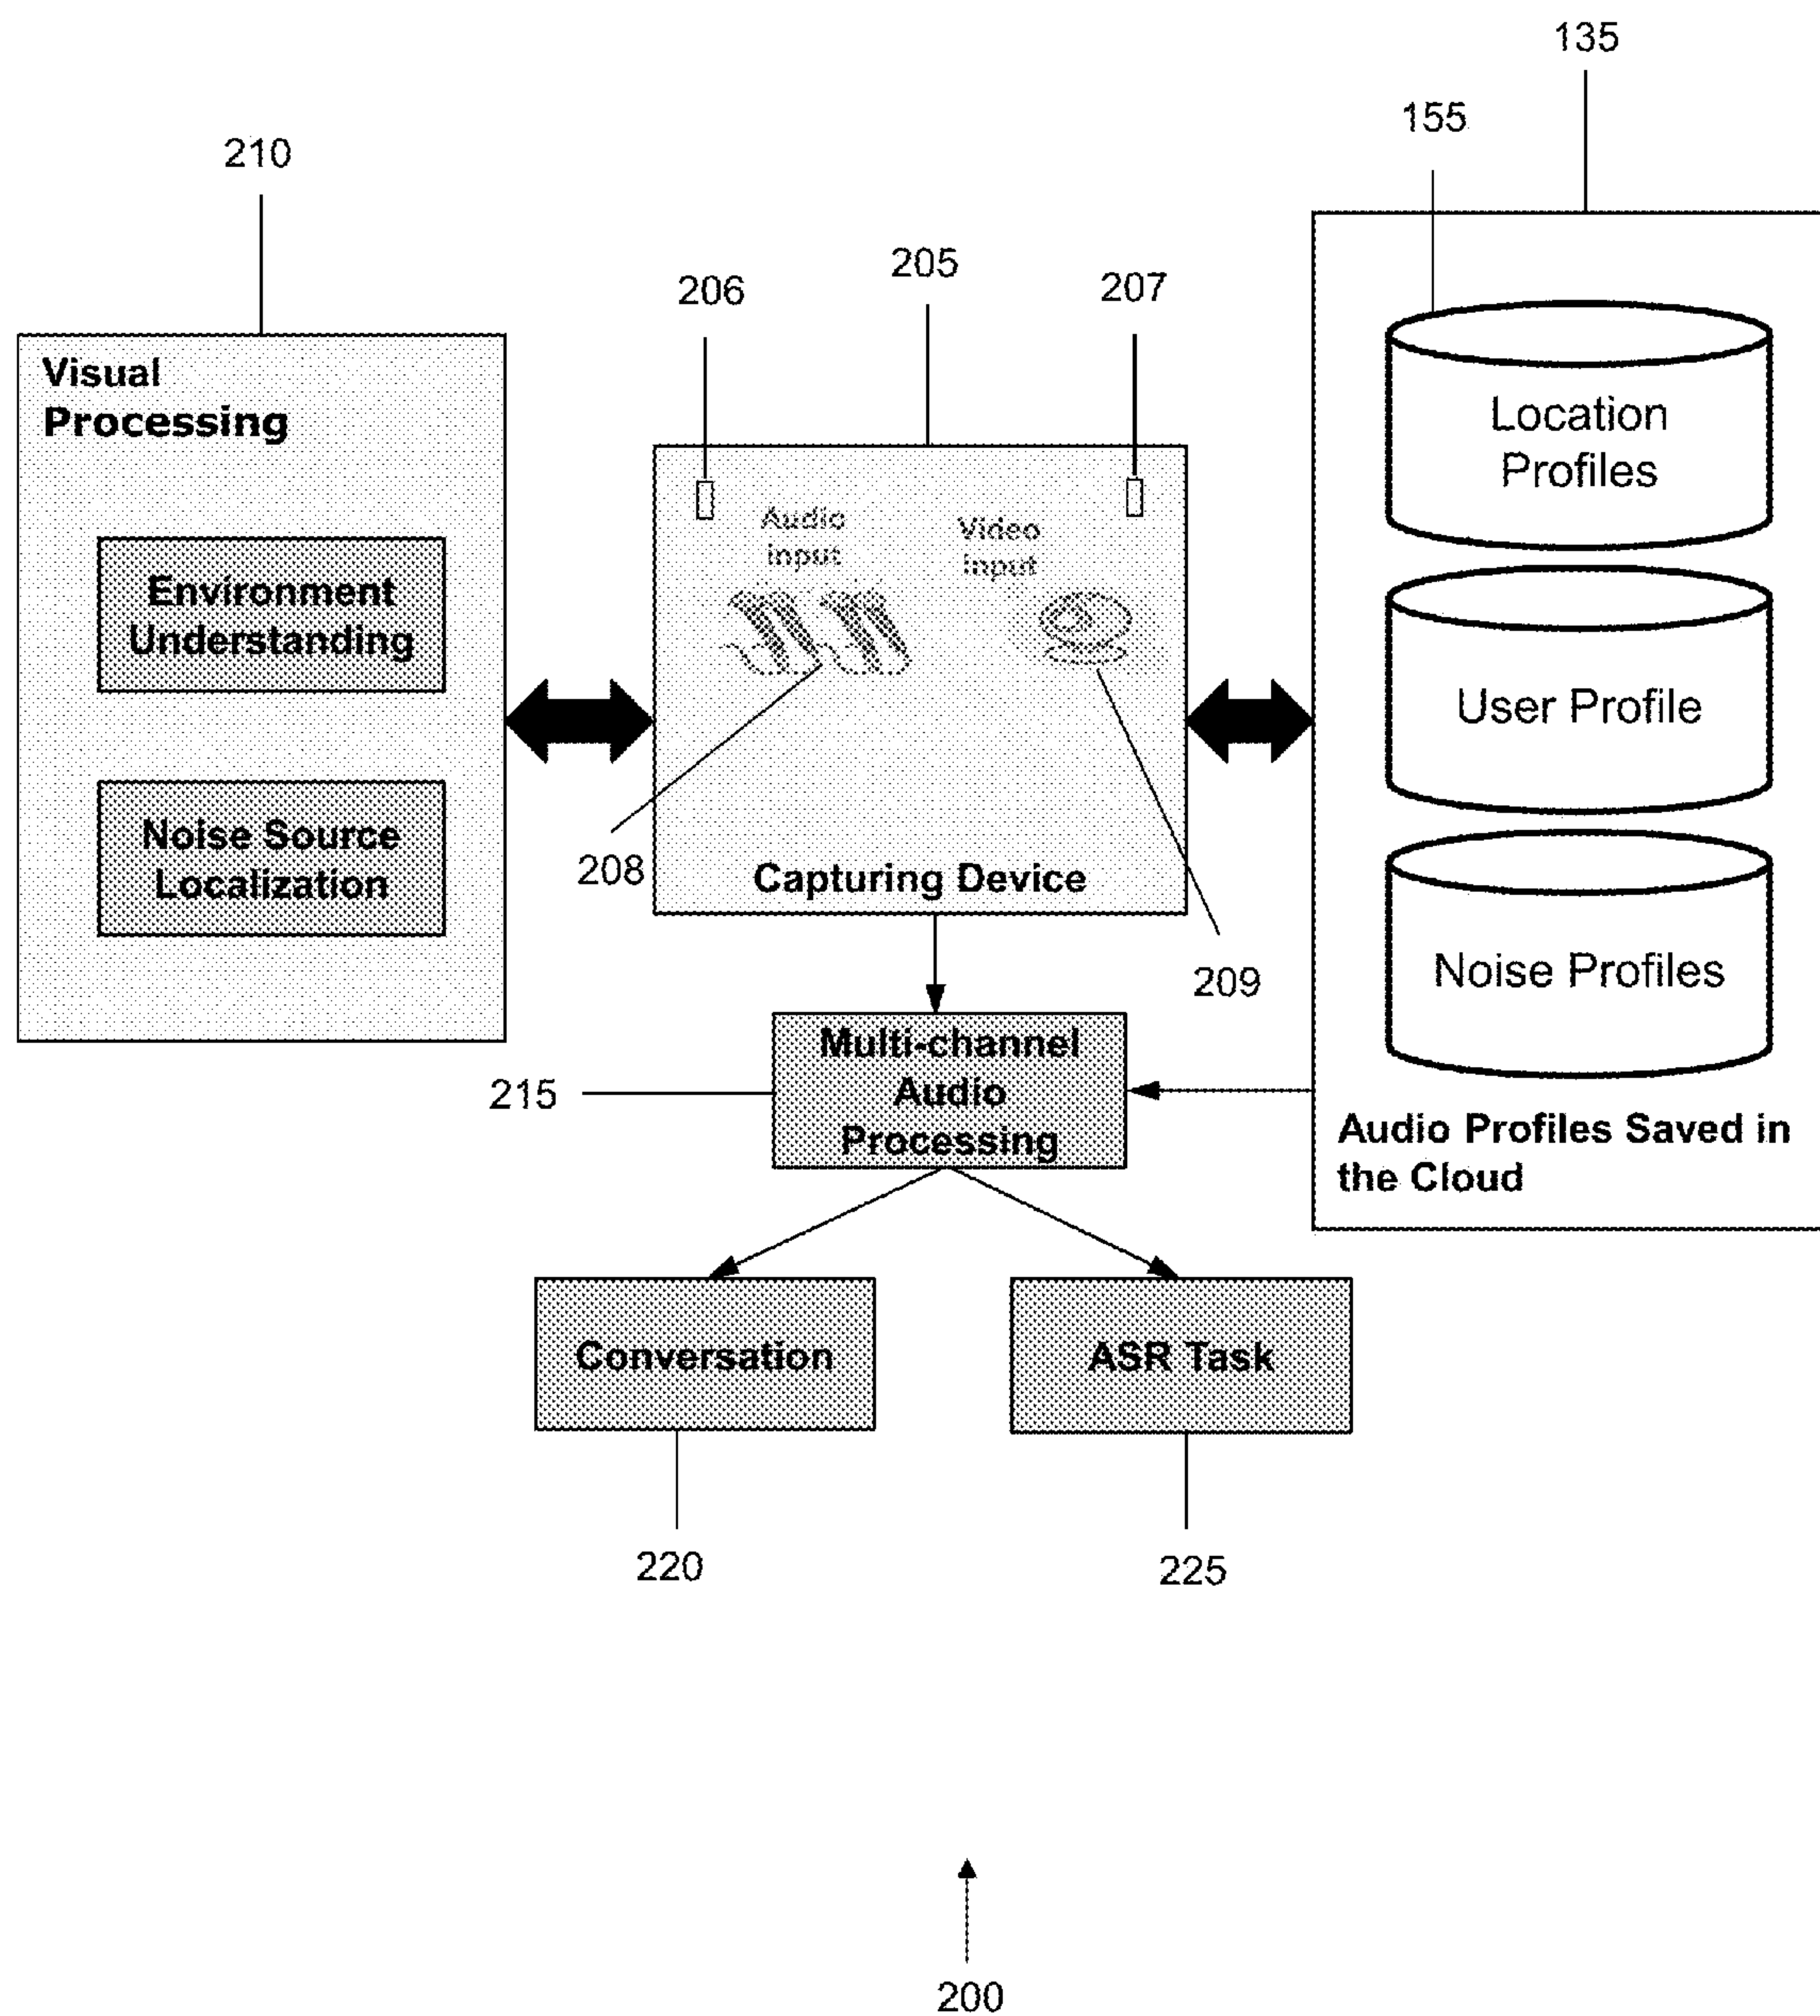 135
155
210
205
206
207
Visual
Processing
Environment
Understanding
Noise Source
Localization
Audio
input
Video
input
208
Capturing Device
209
Location
Profiles
User Profile
Noise Profiles
Audio Profiles Saved in
the Cloud
Multi-channel
Audio
Processing
215
Conversation
ASR Task
220
225
200